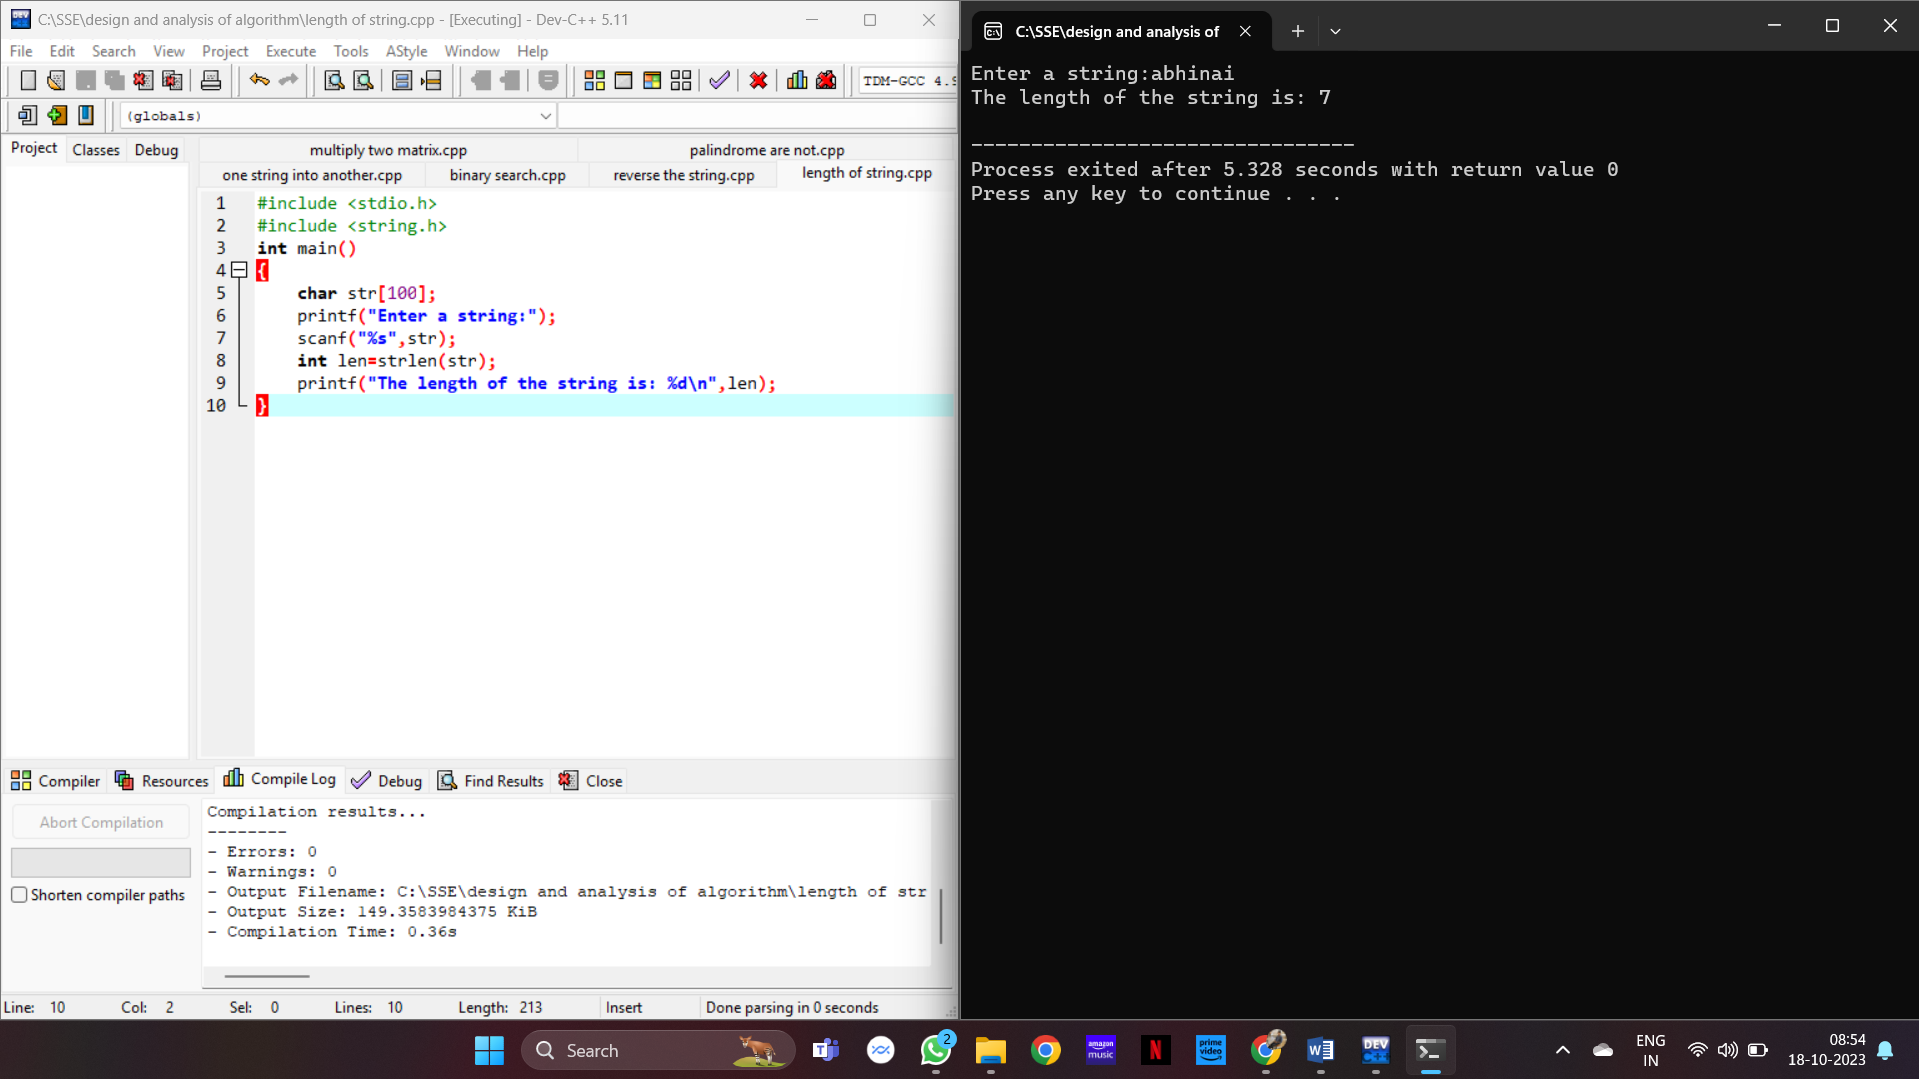 C:\SSE\design and analysis of algorithm\length of string.cpp - [Executing] - Dev-C++ 5.11
File Edit Search View Project Execute Tools AStyle Window Help
TDM-GCC 4.9
(globals)
Project Classes Debug
multiply two matrix.cpp palindrome are not.cpp
one string into another.cpp binary search.cpp reverse the string.cpp length of string.cpp
1 #include <stdio.h>
2 #include <string.h>
3 int main()
4 {
5 char str[100];
6 printf("Enter a string:");
7 scanf("%s",str);
8 int len=strlen(str);
9 printf("The length of the string is: %d\n",len);
10 }
Compiler Resources Compile Log Debug Find Results Close
Abort Compilation
Shorten compiler paths
Compilation results...
--------
- Errors: 0
- Warnings: 0
- Output Filename: C:\SSE\design and analysis of algorithm\length of str
- Output Size: 149.3583984375 KiB
- Compilation Time: 0.36s
Line: 10 Col: 2 Sel: 0 Lines: 10 Length: 213 Insert Done parsing in 0 seconds
C:\SSE\design and analysis of
Enter a string:abhinai
The length of the string is: 7
--------------------------------
Process exited after 5.328 seconds with return value 0
Press any key to continue . . .
Search
2
amazon music
N
prime video
W
DEV C++
ENG
IN
08:54
18-10-2023